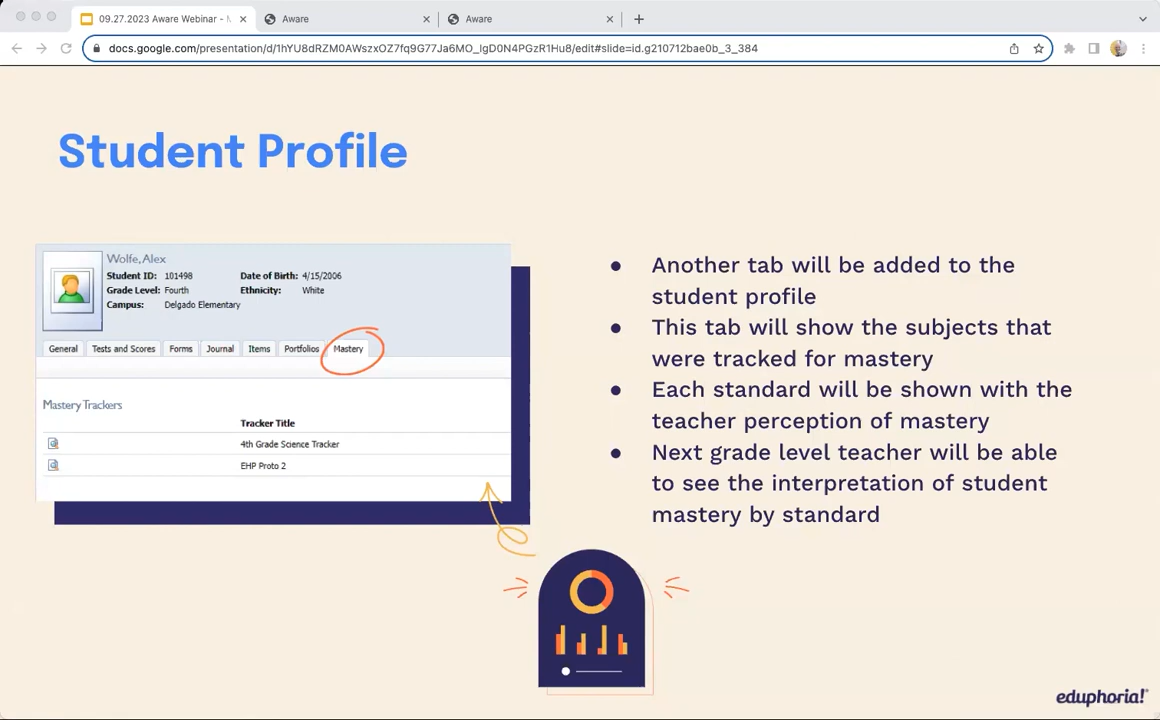 09.27.2023 Aware Webinar - M
Aware
Aware
docs.google.com/presentation/d/1hYU8dRZM0AWszxOZ7fq9G77Ja6MO_IgD0N4PGzR1Hu8/edit#slide=id.g210712bae0b_3_384
Student Profile
Wolfe, Alex
Student ID: 101498 Date of Birth: 4/15/2006
Grade Level: Fourth Ethnicity: White
Campus: Delgado Elementary
General Tests and Scores Forms Journal Items Portfolios Mastery
Mastery Trackers
Tracker Title
4th Grade Science Tracker
EHP Proto 2
● Another tab will be added to the
student profile
● This tab will show the subjects that
were tracked for mastery
● Each standard will be shown with the
teacher perception of mastery
● Next grade level teacher will be able
to see the interpretation of student
mastery by standard
eduphoria!